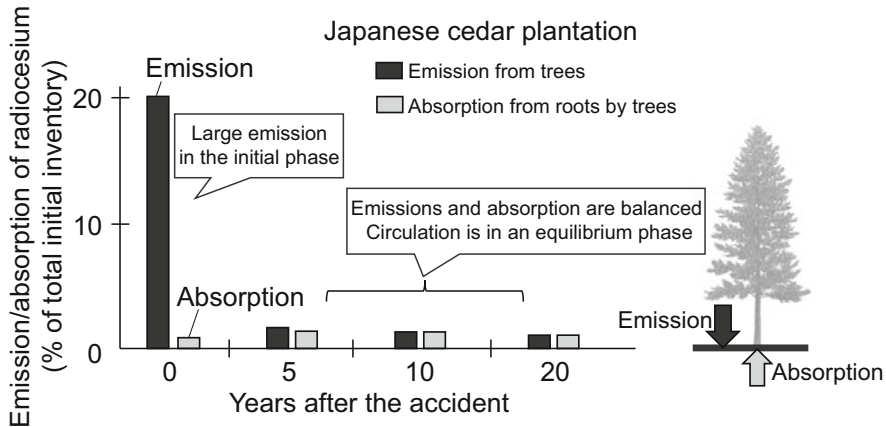 Japanese cedar plantation
Emission/absorption of radiocesium
(% of total initial inventory)
Emission
Emission from trees
Absorption from roots by trees
20
Large emission
in the initial phase
10
Emissions and absorption are balanced
Circulation is in an equilibrium phase
Absorption
Emission
0
0 5 10 20
Absorption
Years after the accident